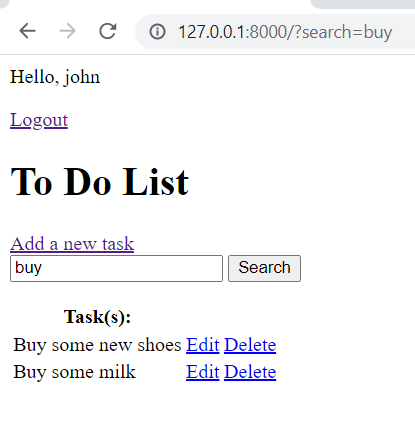 127.0.0.1:8000/?search=buy
Hello, john
Logout
To Do List
Add a new task
buy Search
Task(s):
Buy some new shoes Edit Delete
Buy some milk Edit Delete